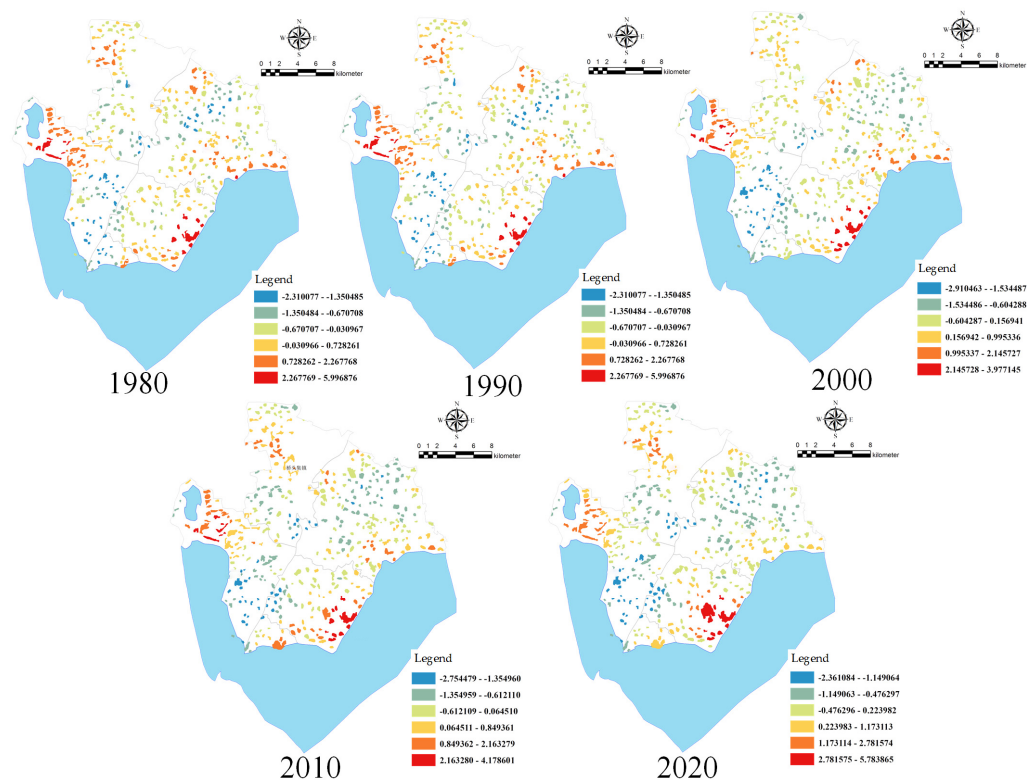 N
W E
S
0 1 2 4 6 8
kilometer
Legend
-2.310077 - -1.350485
-1.350484 - -0.670708
-0.670707 - -0.030967
-0.030966 - 0.728261
0.728262 - 2.267768
2.267769 - 5.996876
1980
N
W E
S
0 1 2 4 6 8
kilometer
Legend
-2.310077 - -1.350485
-1.350484 - -0.670708
-0.670707 - -0.030967
-0.030966 - 0.728261
0.728262 - 2.267768
2.267769 - 5.996876
1990
N
W E
S
0 1 2 4 6 8
kilometer
Legend
-2.910463 - -1.534487
-1.534486 - -0.604288
-0.604287 - 0.156941
0.156942 - 0.995336
0.995337 - 2.145727
2.145728 - 3.977145
2000
N
W E
S
0 1 2 4 6 8
kilometer
Legend
-2.754479 - -1.354960
-1.354959 - -0.612110
-0.612109 - 0.064510
0.064511 - 0.849361
0.849362 - 2.163279
2.163280 - 4.178601
2010
N
W E
S
0 1 2 4 6 8
kilometer
Legend
-2.361084 - -1.149064
-1.149063 - -0.476297
-0.476296 - 0.223982
0.223983 - 1.173113
1.173114 - 2.781574
2.781575 - 5.783865
2020